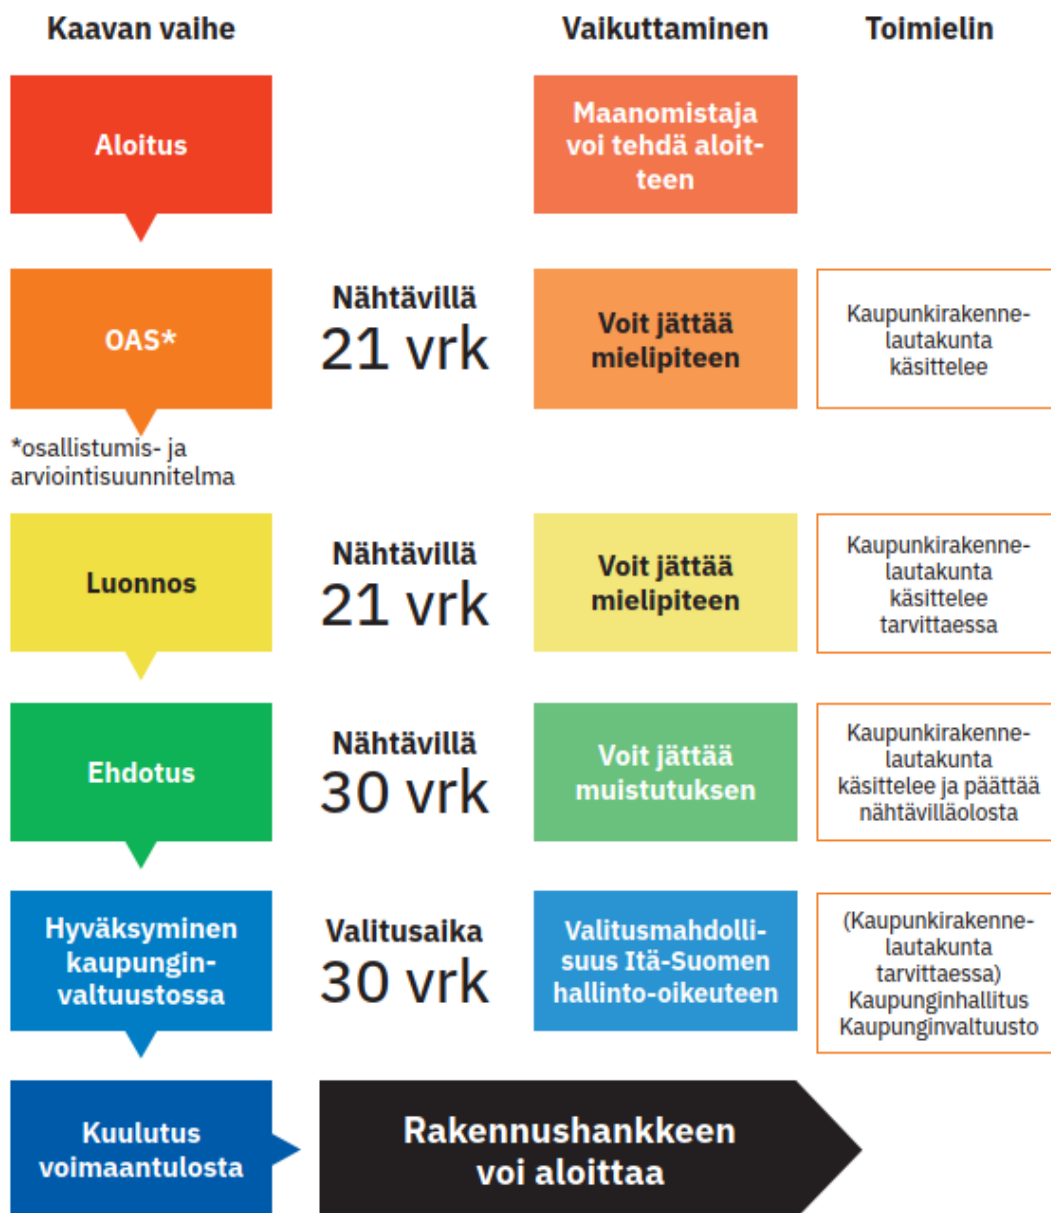 Kaavan vaihe
Vaikuttaminen
Toimielin
Aloitus
Maanomistaja
voi tehdä aloit-
teen
OAS*
Nähtävillä
21 vrk
Voit jättää
mielipiteen
Kaupunkirakenne-
lautakunta
käsittelee
*osallistumis- ja
arviointisuunnitelma
Luonnos
Nähtävillä
21 vrk
Voit jättää
mielipiteen
Kaupunkirakenne-
lautakunta
käsittelee
tarvittaessa
Ehdotus
Nähtävillä
30 vrk
Voit jättää
muistutuksen
Kaupunkirakenne-
lautakunta
käsittelee ja päättää
nähtävilläolosta
Hyväksyminen
kaupungin-
valtuustossa
Valitusaika
30 vrk
Valitusmahdolli-
suus Itä-Suomen
hallinto-oikeuteen
(Kaupunkirakenne-
lautakunta
tarvittaessa)
Kaupunginhallitus
Kaupunginvaltuusto
Kuulutus
voimaantulosta
Rakennushankkeen
voi aloittaa